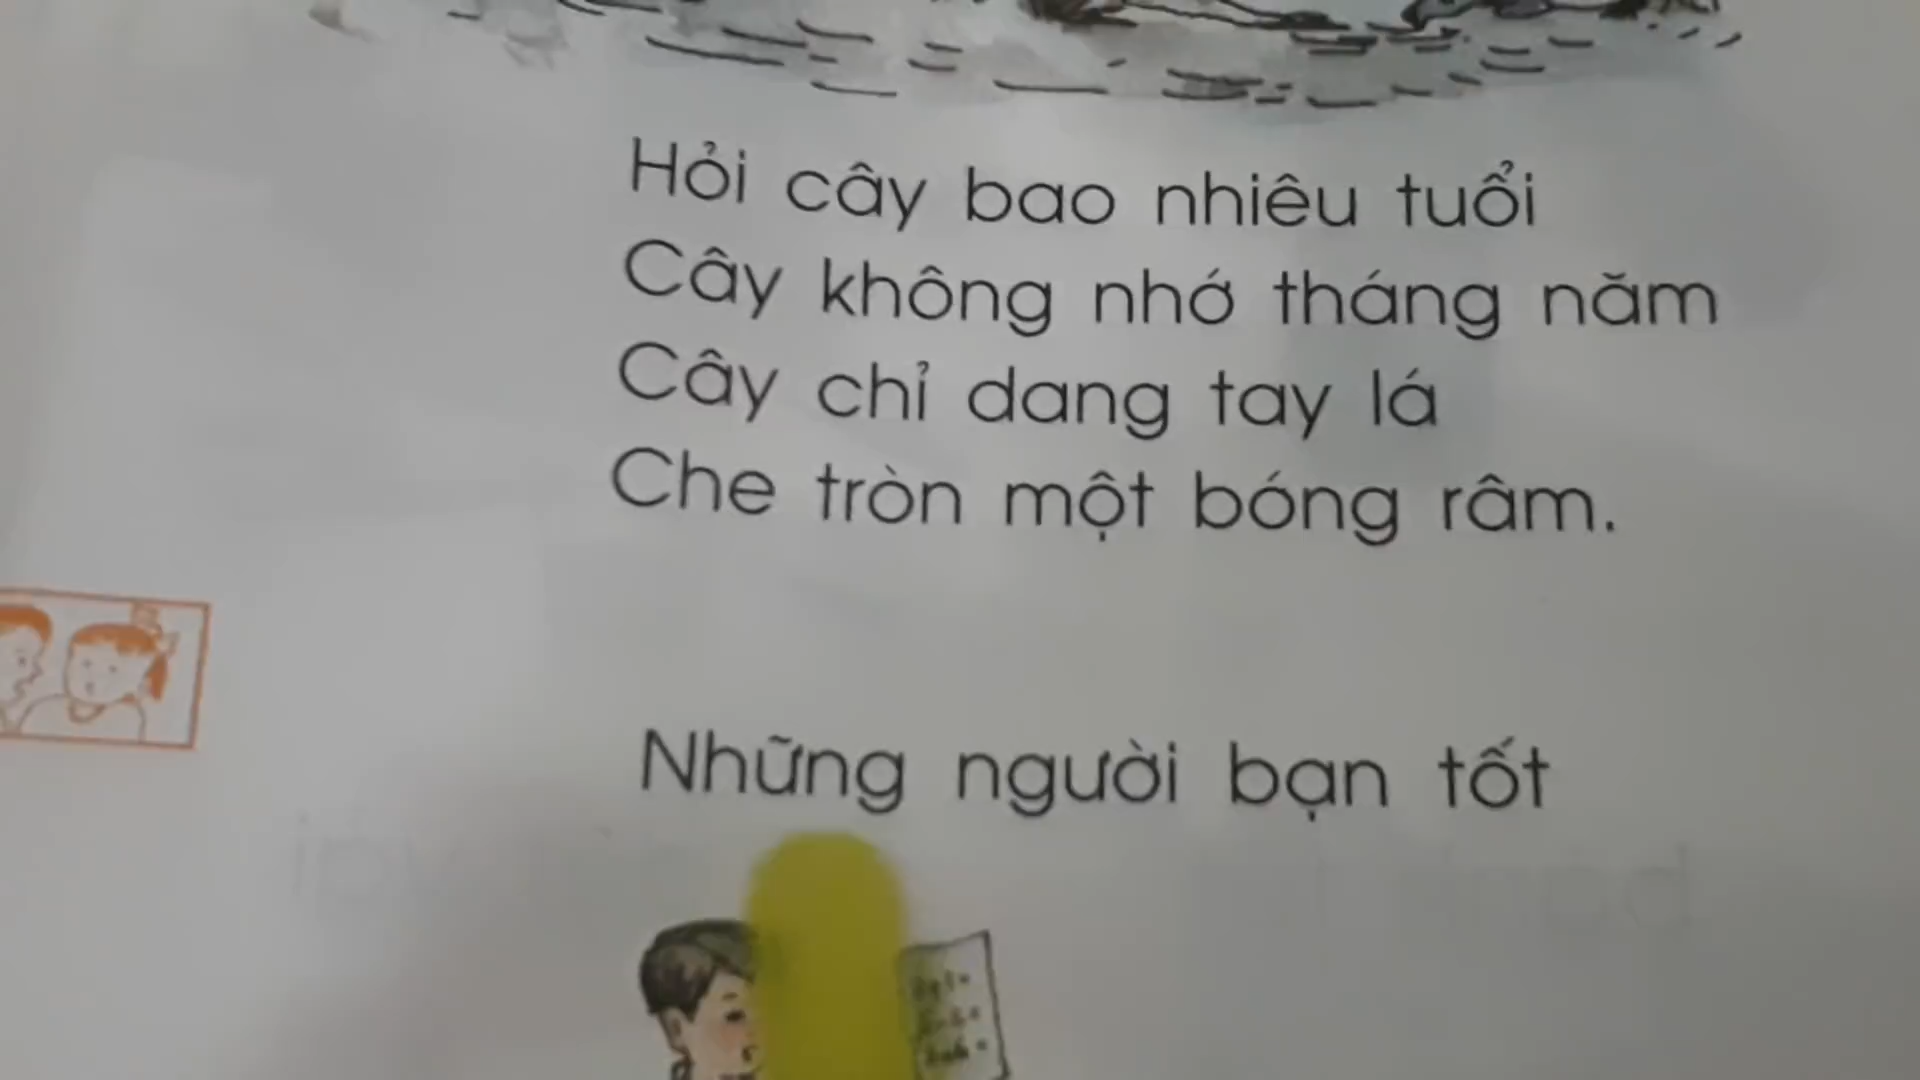 Hỏi cây bao nhiêu tuổi
Cây không nhớ tháng năm
Cây chỉ dang tay lá
Che tròn một bóng râm.
Những người bạn tốt